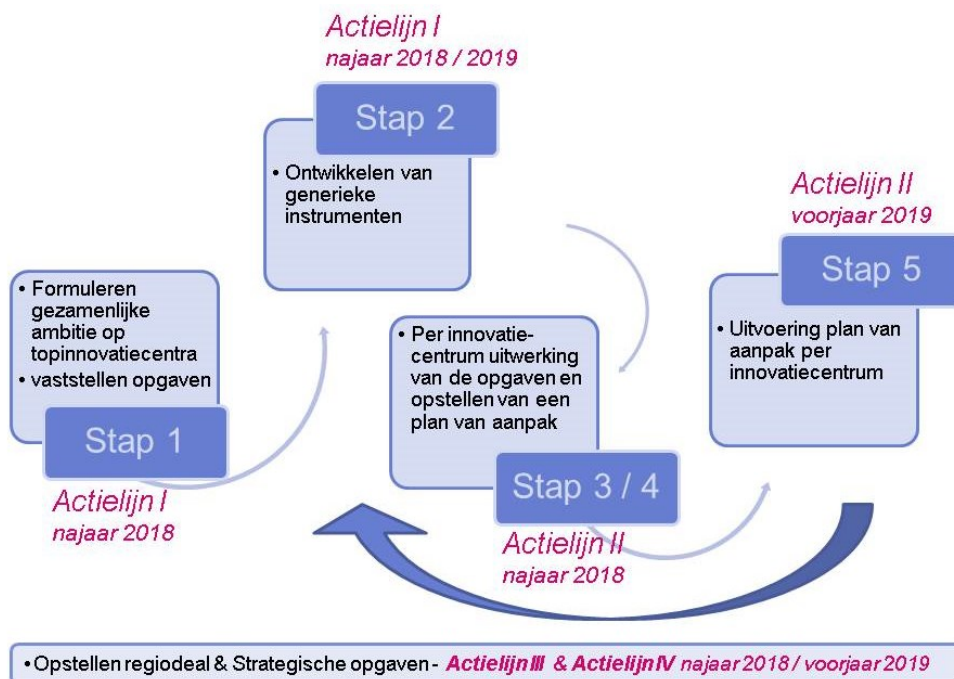 Actielijn I
najaar 2018 / 2019
Stap 2
• Ontwikkelen van
generieke
instrumenten
Actielijn II
voorjaar 2019
Stap 5
• Uitvoering plan van
aanpak per
innovatiecentrum
• Formuleren
gezamenlijke
ambitie op
topinnovatiecentra
• vaststellen opgaven
Stap 1
Actielijn I
najaar 2018
• Per innovatie-
centrum uitwerking
van de opgaven en
opstellen van een
plan van aanpak
Stap 3 / 4
Actielijn II
najaar 2018
• Opstellen regiodeal & Strategische opgaven - Actielijn III & Actielijn IV najaar 2018 / voorjaar 2019